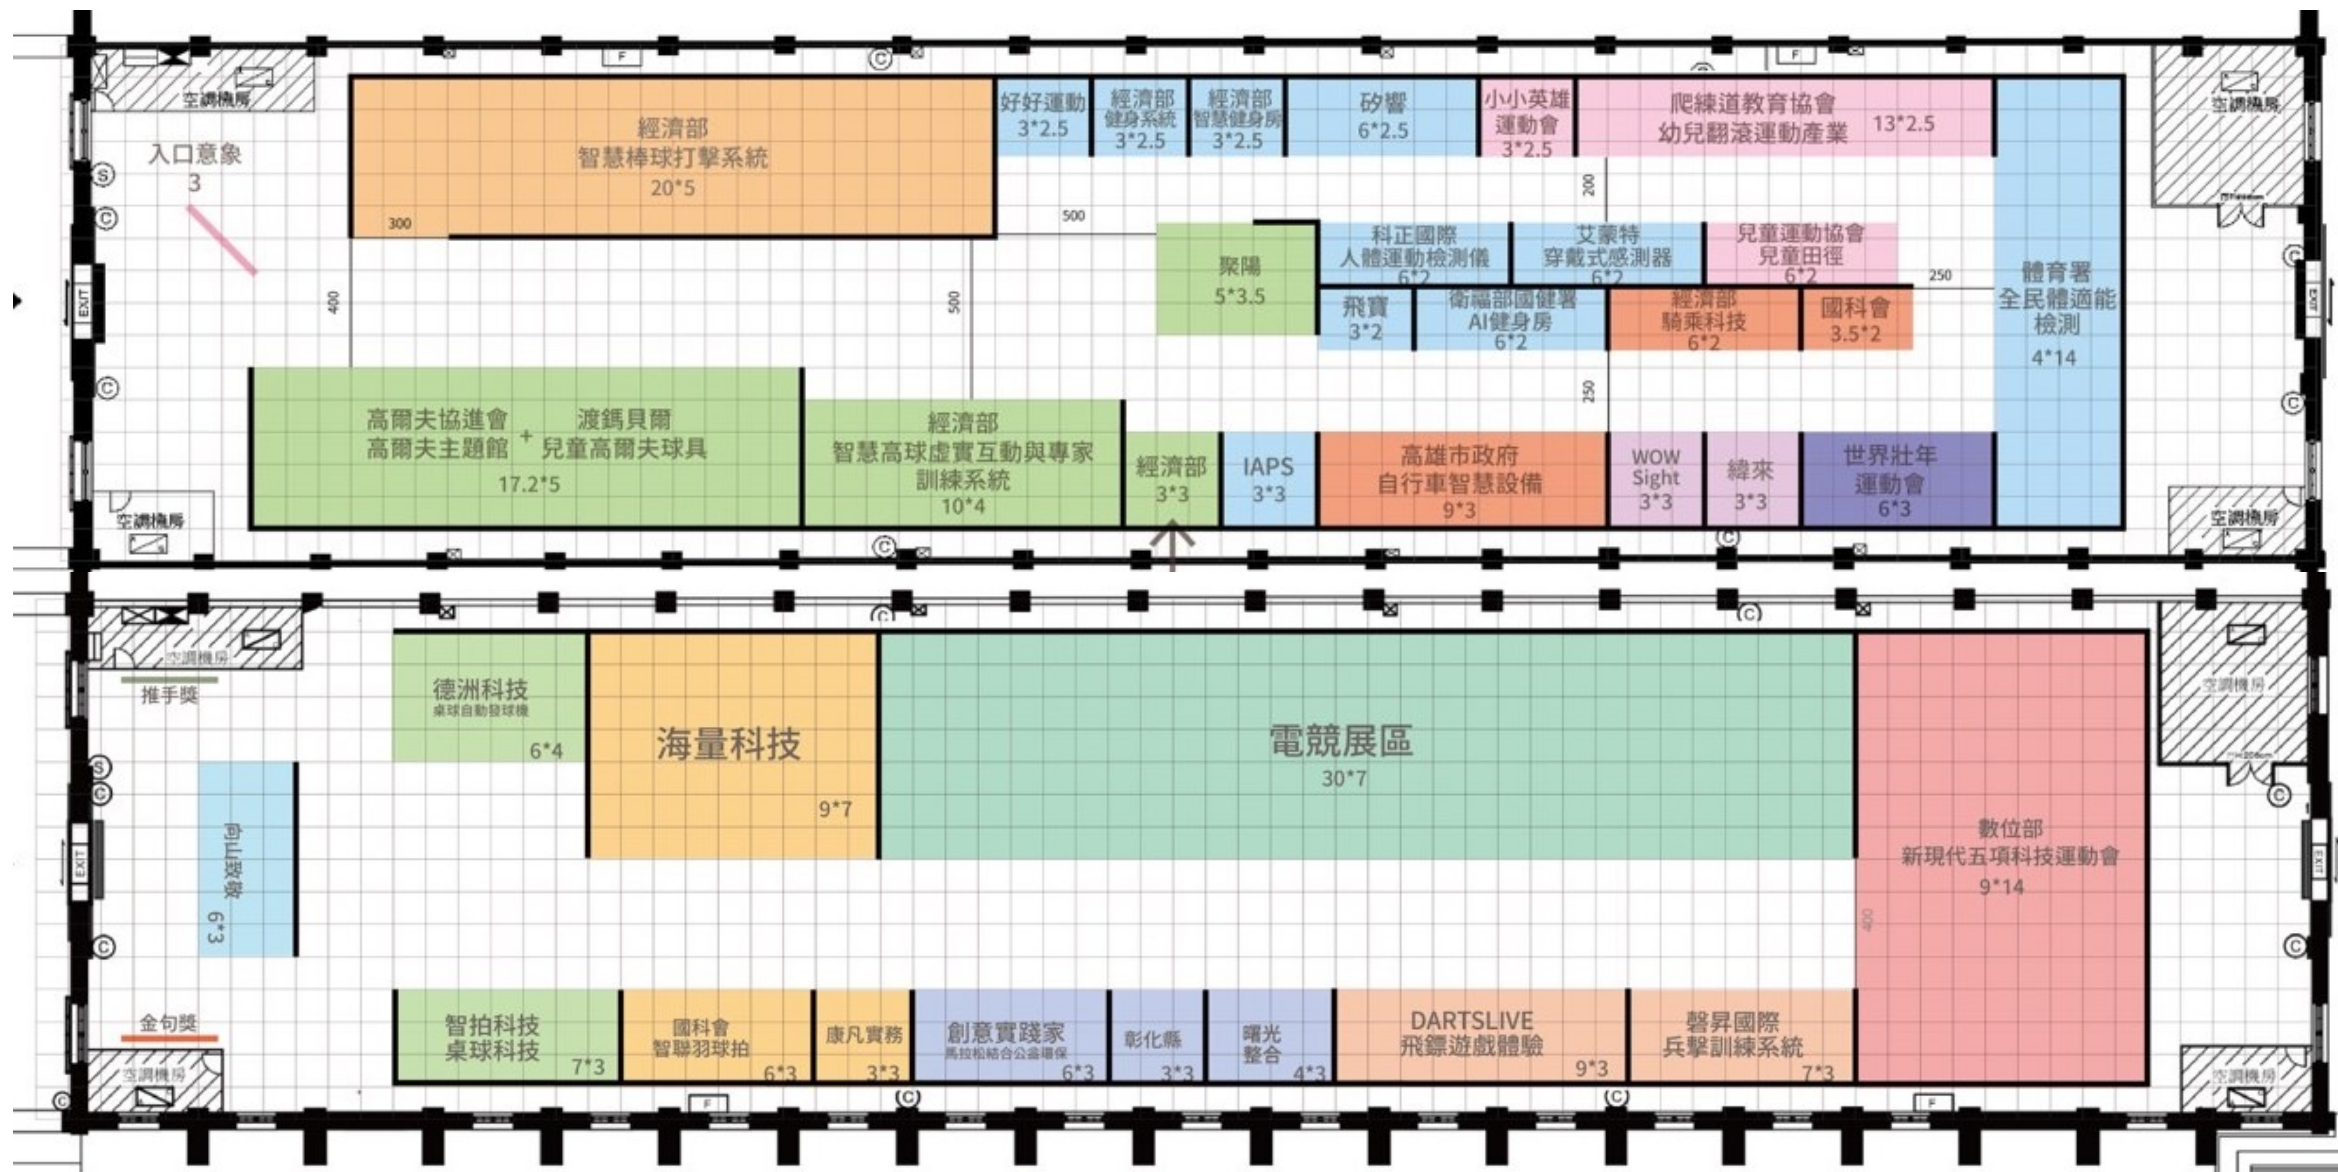 空調機房
入口意象
3
S
C
EXIT
C
空調機房
F
C
F
經濟部
智慧棒球打擊系統
20*5
300
400
好好運動
3*2.5
經濟部
健身系統
3*2.5
經濟部
智慧健身房
3*2.5
矽響
6*2.5
小小英雄
運動會
3*2.5
爬練道教育協會
幼兒翻滾運動產業
13*2.5
500
200
500
聚陽
5*3.5
科正國際
人體運動檢測儀
6*2
艾蒙特
穿戴式感測器
6*2
兒童運動協會
兒童田徑
6*2
250
飛寶
3*2
衛福部國健署
AI健身房
6*2
經濟部
騎乘科技
6*2
國科會
3.5*2
250
體育署
全民體適能
檢測
4*14
高爾夫協進會
高爾夫主題館
+
渡鎷貝爾
兒童高爾夫球具
17.2*5
經濟部
智慧高球虛實互動與專家
訓練系統
10*4
經濟部
3*3
IAPS
3*3
高雄市政府
自行車智慧設備
9*3
WOW
Sight
3*3
緯來
3*3
世界壯年
運動會
6*3
C
C
空調機房
C
EXIT
C
空調機房
C
C
空調機房
推手獎
S
C
EXIT
C
向山致敬
6*3
金句獎
空調機房
C
德洲科技
桌球自動發球機
6*4
海量科技
9*7
電競展區
30*7
數位部
新現代五項科技運動會
9*14
400
智拍科技
桌球科技
7*3
國科會
智聯羽球拍
6*3
康凡實務
3*3
創意實踐家
馬拉松結合公益環保
6*3
彰化縣
3*3
曙光
整合
4*3
DARTSLIVE
飛鏢遊戲體驗
9*3
磬昇國際
兵擊訓練系統
7*3
F
C
C
F
空調機房
C
EXIT
C
空調機房